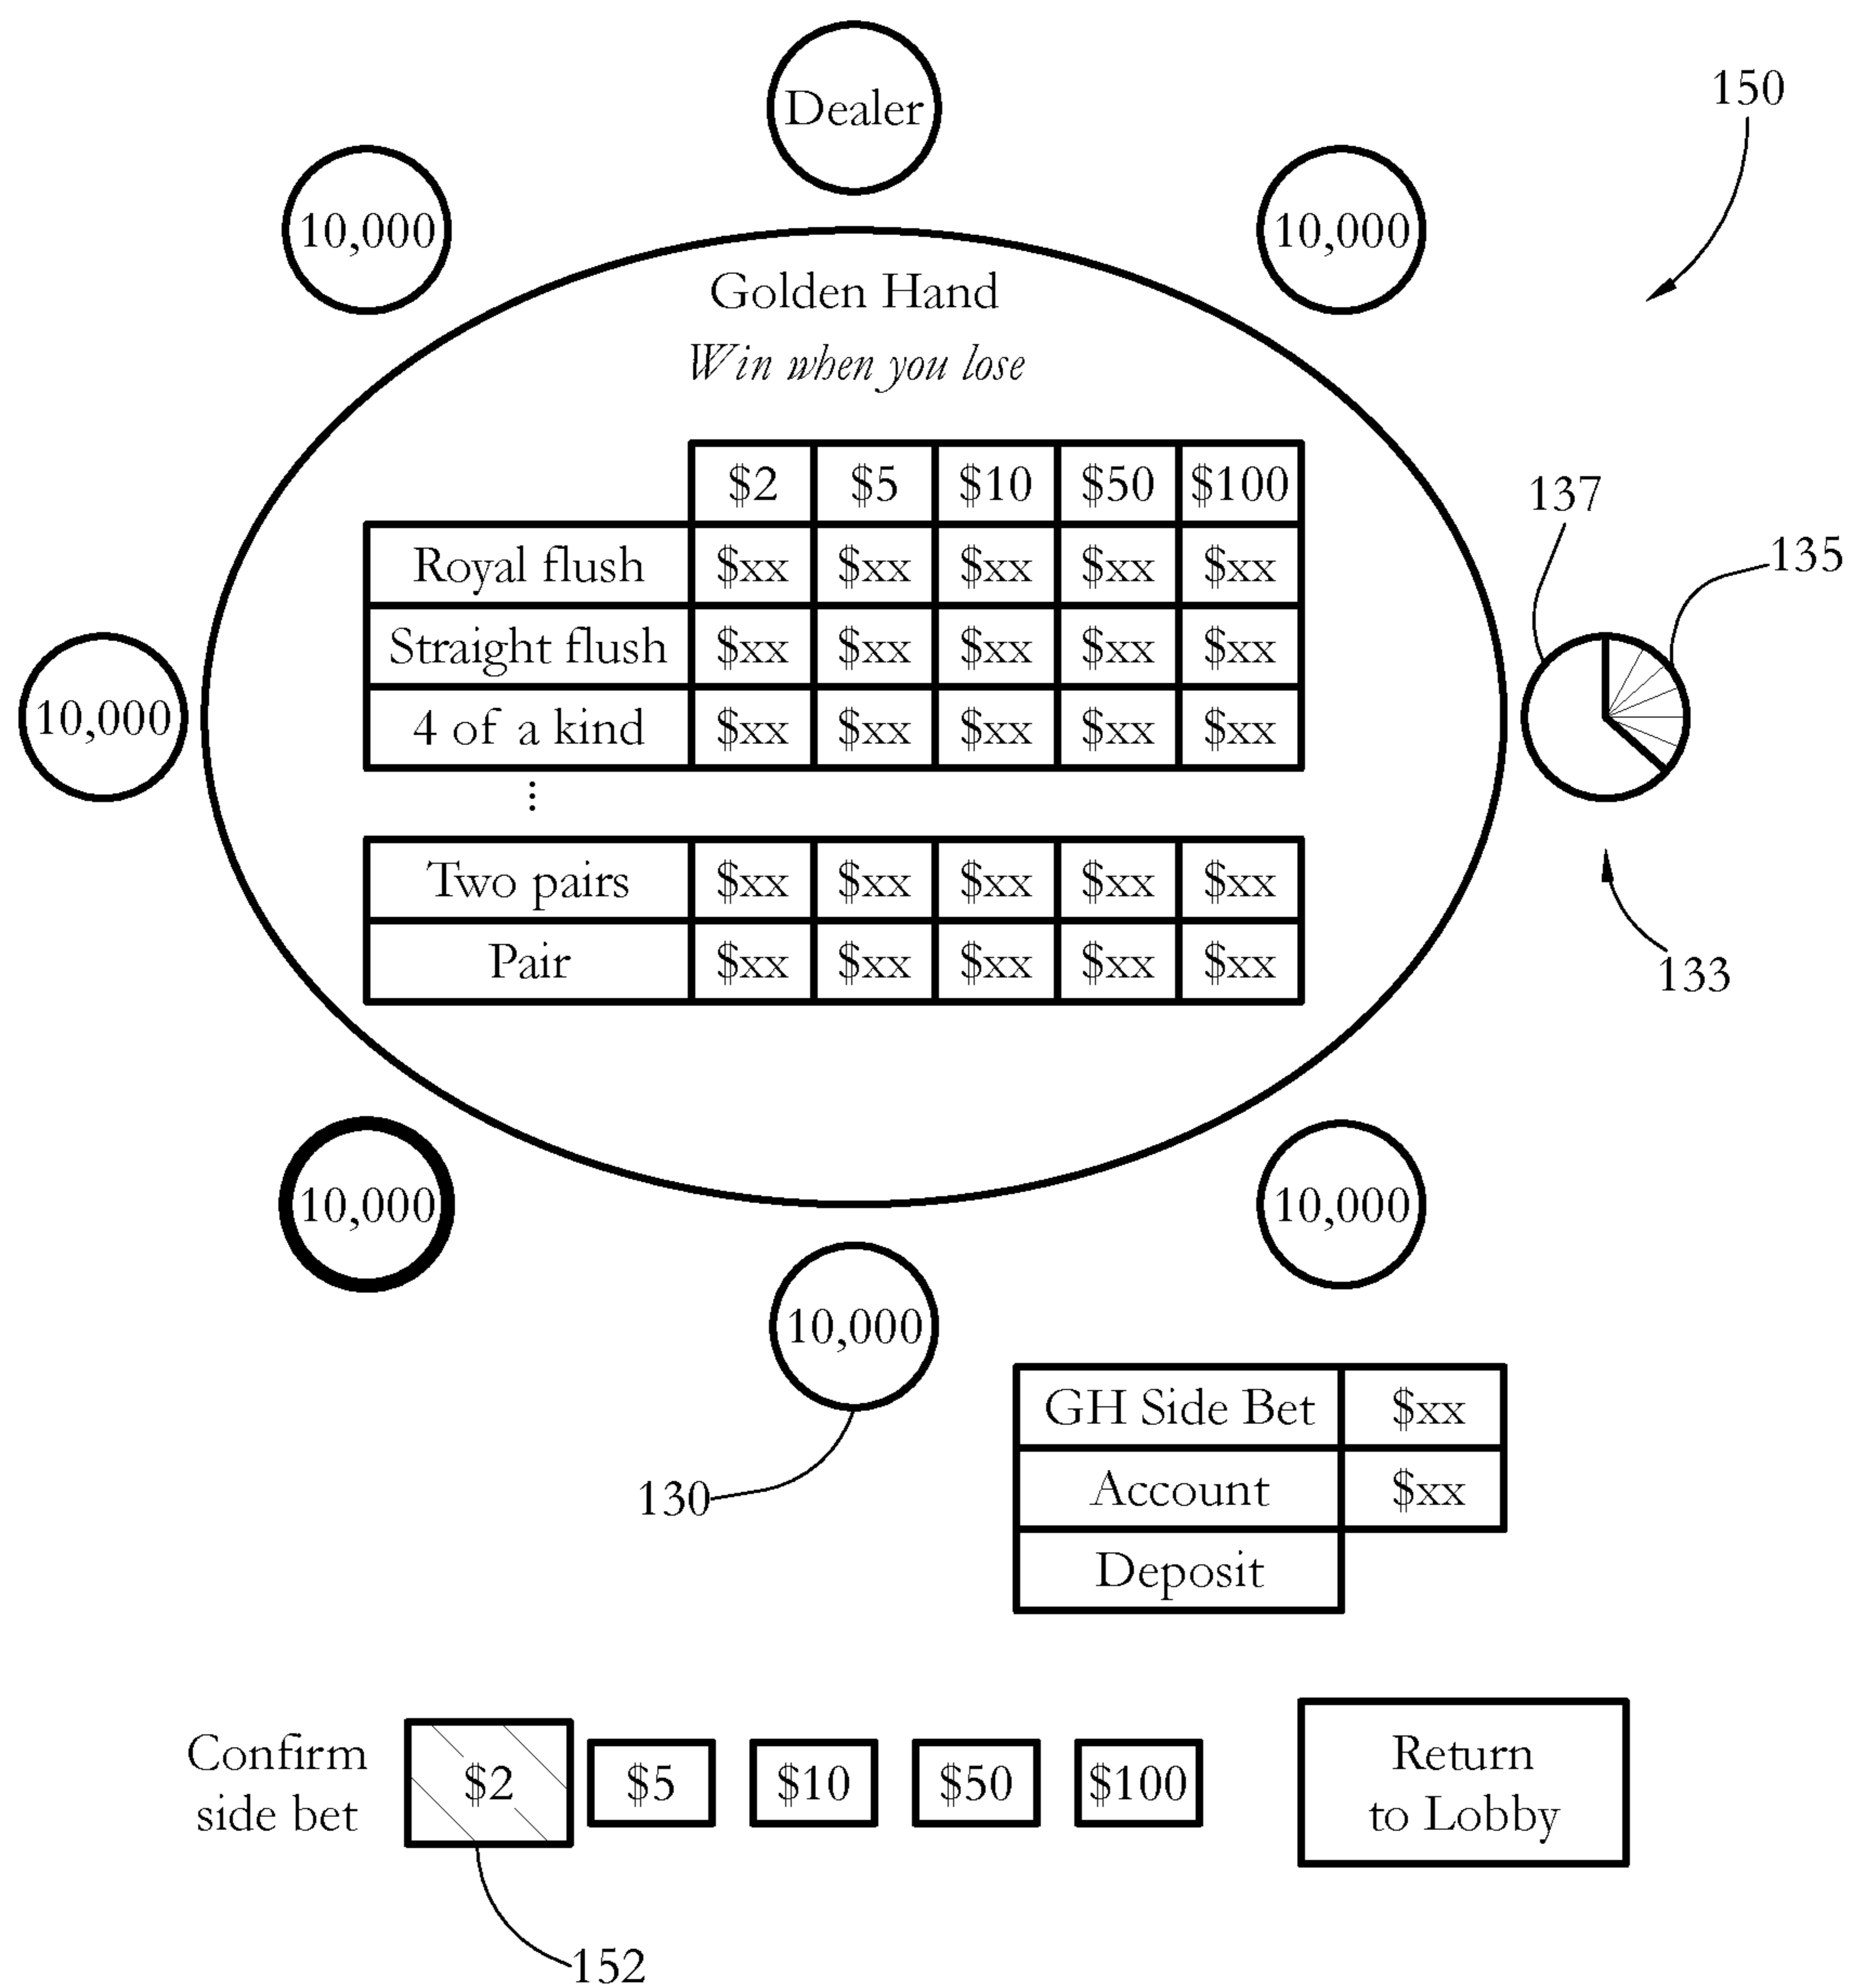 Dealer
150
10,000
10,000
Golden Hand
Win when you lose
$2 $5 $10 $50 $100
137
135
Royal flush $xx $xx $xx $xx $xx
Straight flush $xx $xx $xx $xx $xx
4 of a kind $xx $xx $xx $xx $xx
10,000
⋮
Two pairs $xx $xx $xx $xx $xx
Pair $xx $xx $xx $xx $xx
133
10,000
10,000
10,000
130
GH Side Bet $xx
Account $xx
Deposit
Confirm
side bet
$2 $5 $10 $50 $100
Return
to Lobby
152